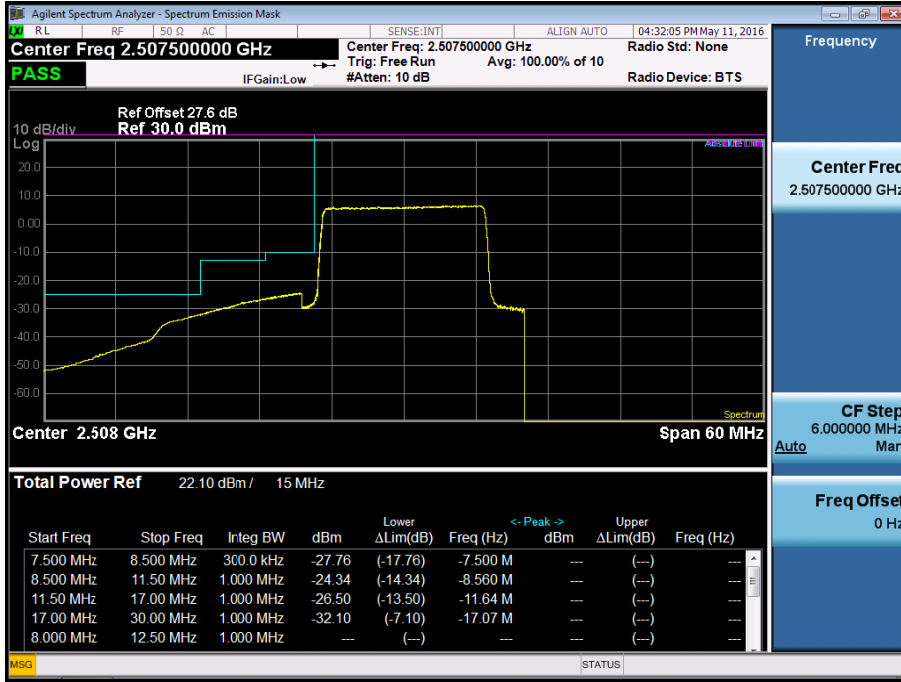 Agilent Spectrum Analyzer - Spectrum Emission Mask
LXI RL RF 50 Ω AC SENSE:INT ALIGN AUTO 04:32:05 PM May 11, 2016
Center Freq 2.507500000 GHz
Center Freq: 2.507500000 GHz
Radio Std: None
Trig: Free Run Avg: 100.00% of 10
PASS
IFGain:Low
#Atten: 10 dB
Radio Device: BTS
Ref Offset 27.6 dB
10 dB/div Ref 30.0 dBm
Log
Absolute Limit
20.0
10.0
0.00
-10.0
-20.0
-30.0
-40.0
-50.0
-60.0
Spectrum
Center 2.508 GHz Span 60 MHz
Total Power Ref 22.10 dBm / 15 MHz
Lower <- Peak -> Upper
Start Freq Stop Freq Integ BW dBm ΔLim(dB) Freq (Hz) dBm ΔLim(dB) Freq (Hz)
7.500 MHz 8.500 MHz 300.0 kHz -27.76 (-17.76) -7.500 M --- (---) ---
8.500 MHz 11.50 MHz 1.000 MHz -24.34 (-14.34) -8.560 M --- (---) ---
11.50 MHz 17.00 MHz 1.000 MHz -26.50 (-13.50) -11.64 M --- (---) ---
17.00 MHz 30.00 MHz 1.000 MHz -32.10 (-7.10) -17.07 M --- (---) ---
8.000 MHz 12.50 MHz 1.000 MHz --- (---) --- --- (---) ---
MSG STATUS
Frequency
Center Freq
2.507500000 GHz
CF Step
6.000000 MHz
Auto Man
Freq Offset
0 Hz